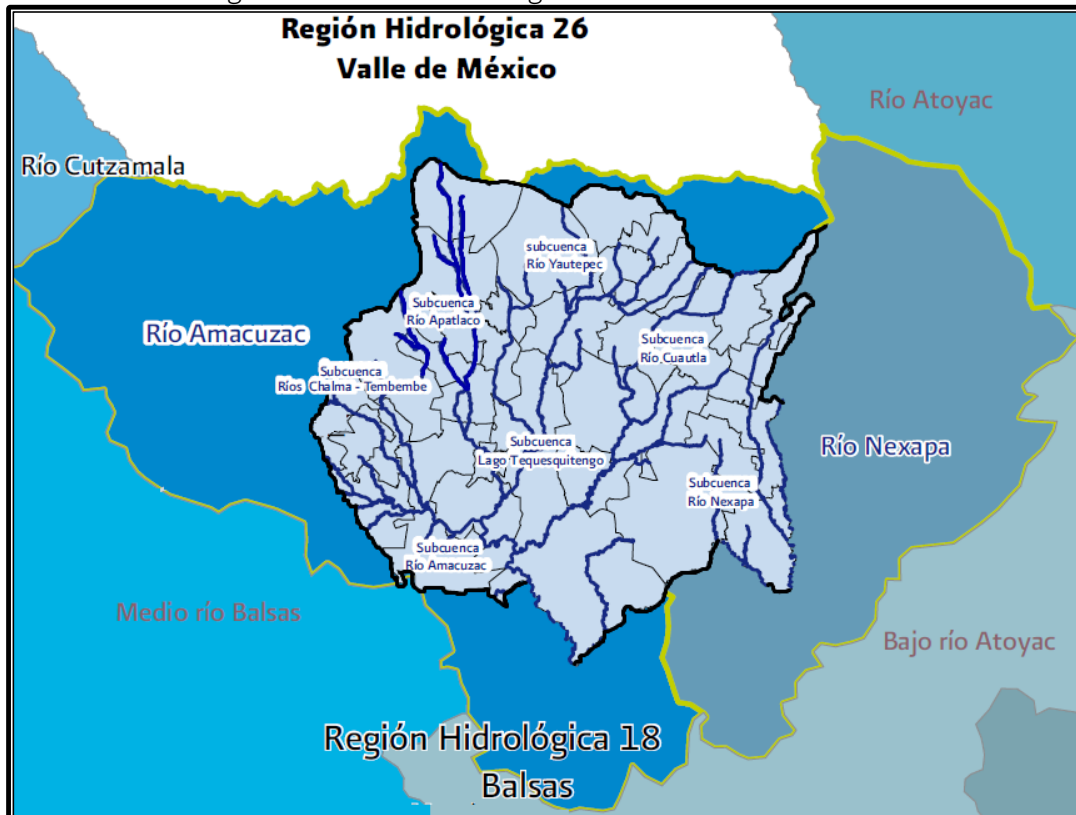 Región Hidrológica 26
Valle de México
Río Atoyac
Río Cutzamala
subcuenca
Río Yautepec
Subcuenca
Río Apatlaco
Río Amacuzac
Subcuenca
Río Cuautla
Subcuenca
Ríos Chalma - Tembembe
Subcuenca
Lago Tequesquitengo
Río Nexapa
Subcuenca
Río Nexapa
Subcuenca
Río Amacuzac
Medio río Balsas
Bajo río Atoyac
Región Hidrológica 18
Balsas